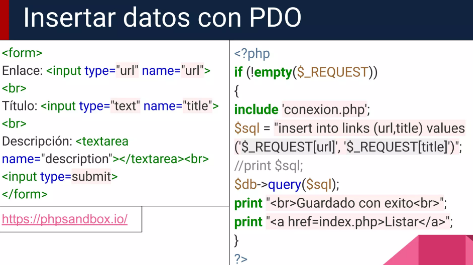 Insertar datos con PDO
<form>
Enlace: <input type="url" name="url">
<br>
Título: <input type="text" name="title">
<br>
Descripción: <textarea
name="description"></textarea><br>
<input type=submit>
</form>
https://phpsandbox.io/
<?php
if (!empty($_REQUEST))
{
include 'conexion.php';
$sql = "insert into links (url,title) values
('$_REQUEST[url]', '$_REQUEST[title]')";
//print $sql;
$db->query($sql);
print "<br>Guardado con exito<br>";
print "<a href=index.php>Listar</a>";
}
?>